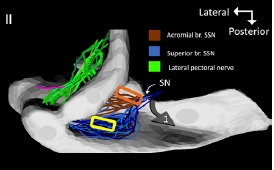 II
Lateral
Posterior
Acromial br. SSN
Superior br. SSN
Lateral pectoral nerve
SN
1